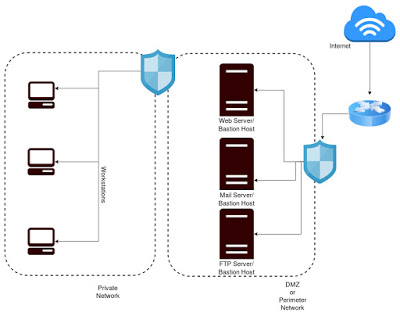 Internet
Web Server/
Bastion Host
Workstations
Mail Server/
Bastion Host
FTP Server/
Bastion Host
Private
Network
DMZ
or
Perimeter
Network